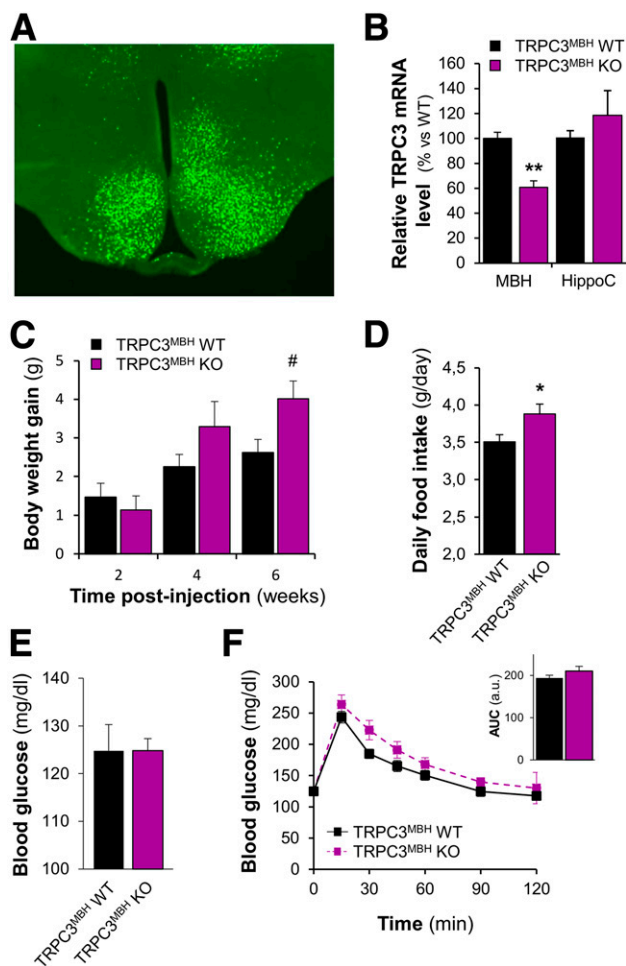 A
B
TRPC3MBH WT
TRPC3MBH KO
Relative TRPC3 mRNA
level (% vs WT)
160
140
120
100
80
60
40
20
0
**
MBH HippoC
C
TRPC3MBH WT
TRPC3MBH KO
Body weight gain (g)
5
4
3
2
1
0
#
2 4 6
Time post-injection (weeks)
D
Daily food intake (g/day)
4,5
4,0
3,5
3,0
2,5
2,0
*
TRPC3MBH WT
TRPC3MBH KO
E
Blood glucose (mg/dl)
140
130
120
100
TRPC3MBH WT
TRPC3MBH KO
F
Blood glucose (mg/dl)
300
250
200
150
100
50
0
TRPC3MBH WT
TRPC3MBH KO
0 30 60 90 120
Time (min)
AUC (a.u.)
200
100
0